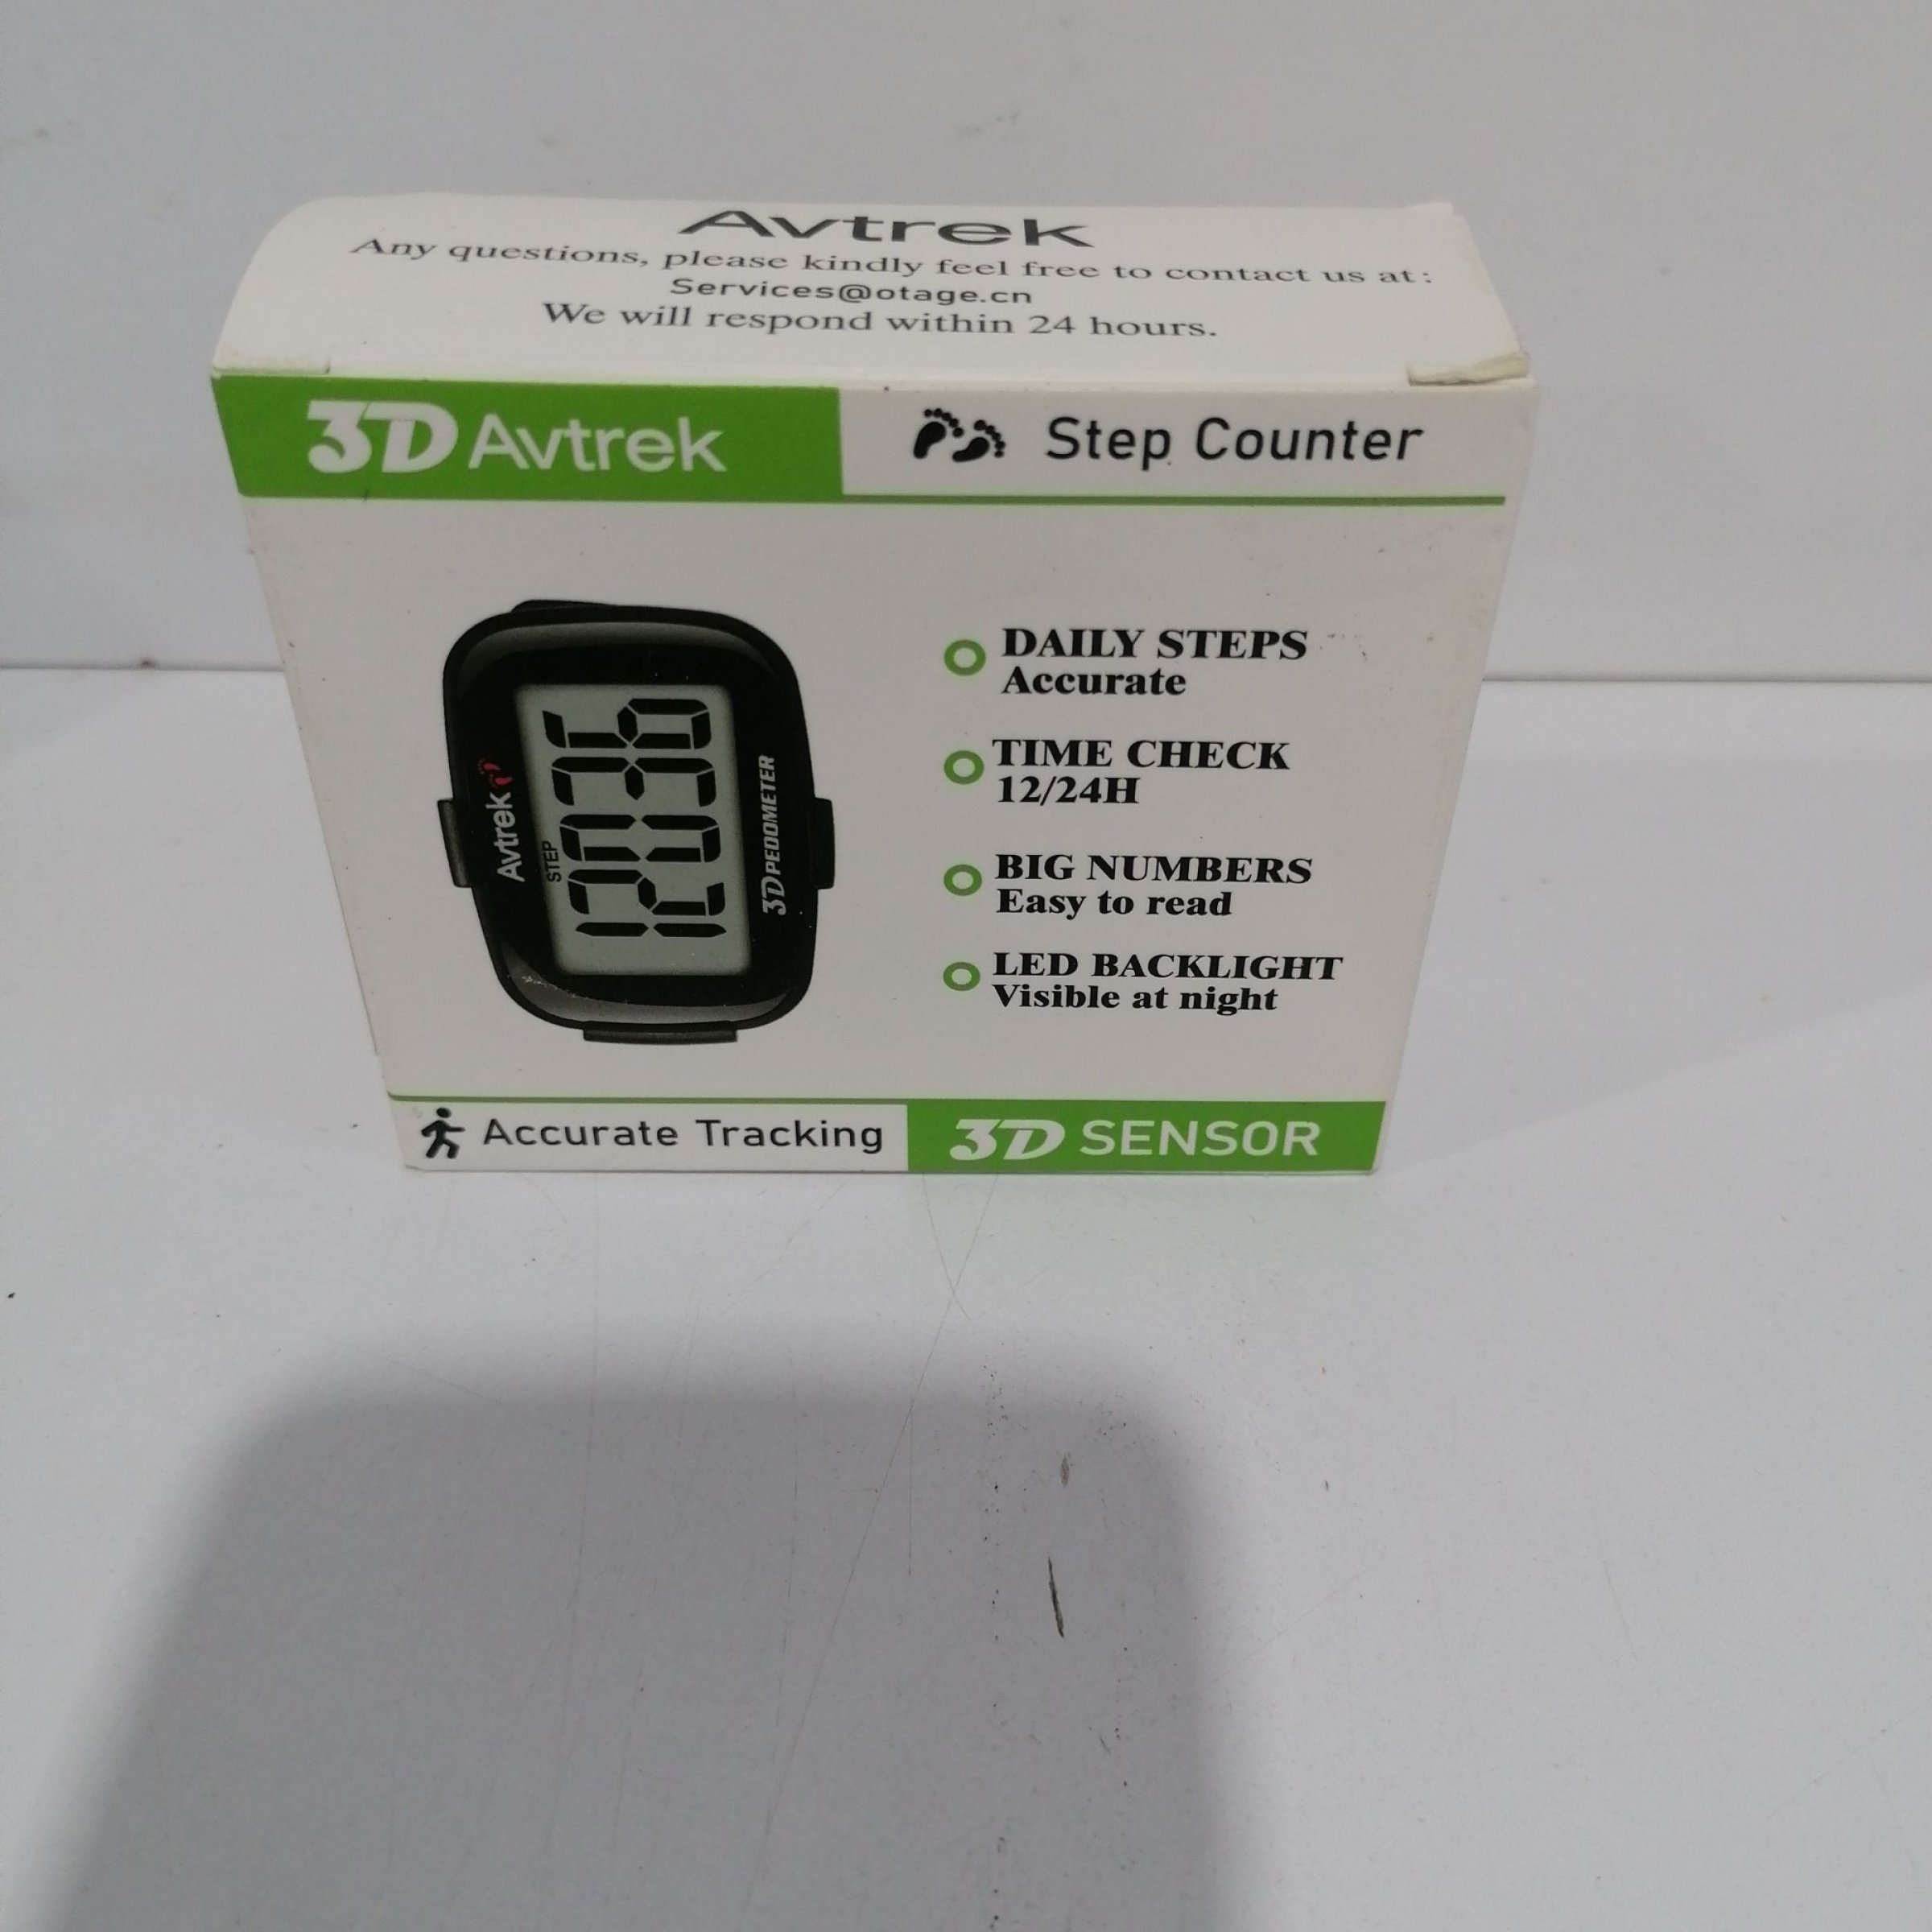 Avtrek
Any questions, please kindly feel free to contact us at:
Services@otage.cn
We will respond within 24 hours.
3D Avtrek
Step Counter
Avtrek
STEP
12036
3D PEDOMETER
DAILY STEPS
Accurate
TIME CHECK
12/24H
BIG NUMBERS
Easy to read
LED BACKLIGHT
Visible at night
Accurate Tracking
3D SENSOR